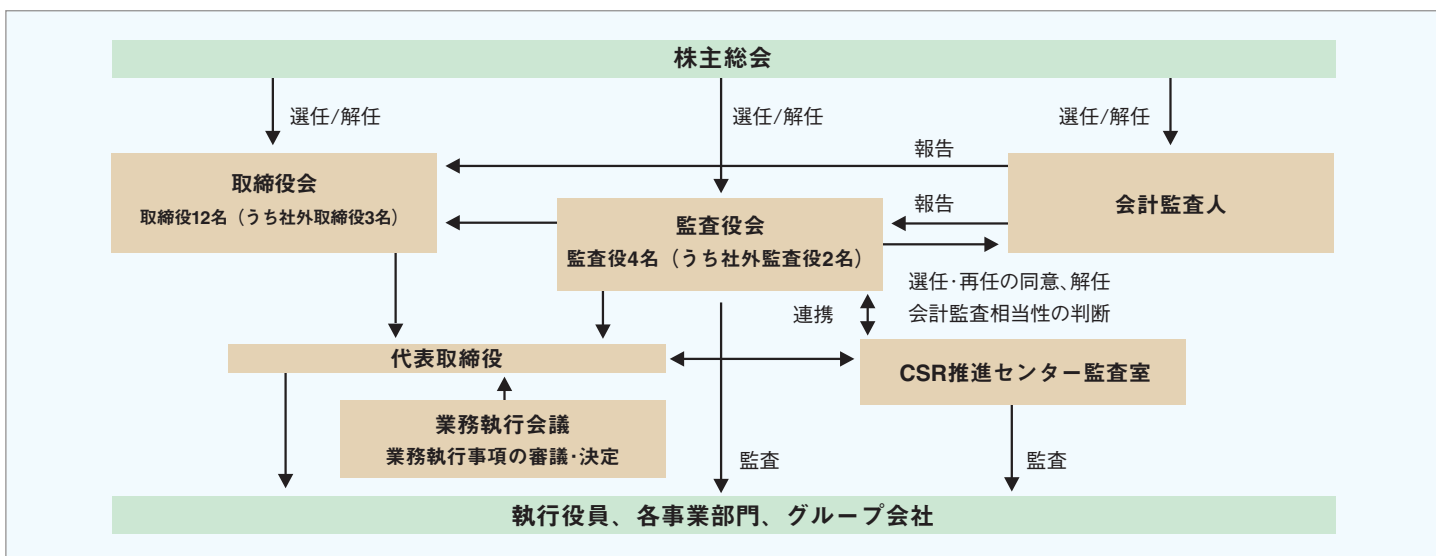 株主総会
選任/解任
選任/解任
選任/解任
報告
取締役会
取締役12名（うち社外取締役3名）
会計監査人
報告
監査役会
監査役4名（うち社外監査役2名）
選任･再任の同意、解任
会計監査相当性の判断
連携
代表取締役
CSR推進センター監査室
業務執行会議
業務執行事項の審議･決定
監査
監査
執行役員、各事業部門、グループ会社